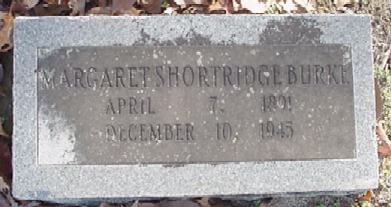 MARGARET SHORTRIDGE BURKE
APRIL 7, 1891
DECEMBER 10, 1945